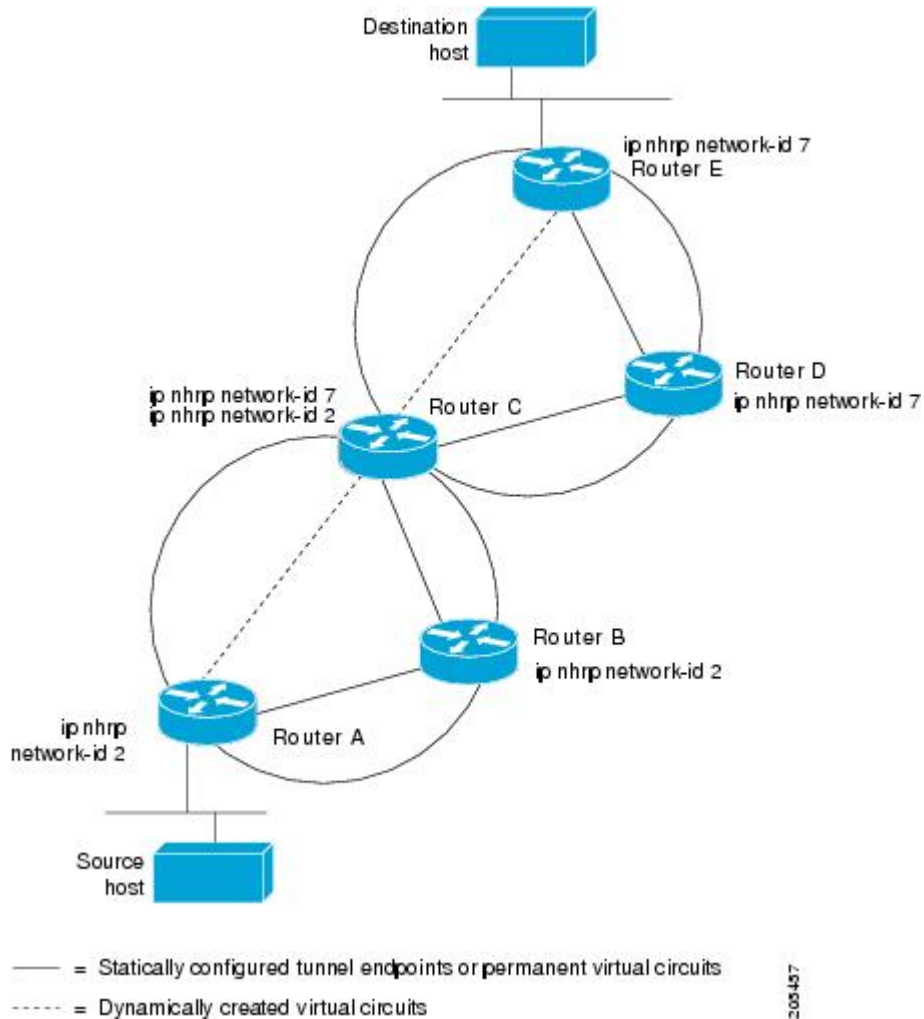 Destination
host
ip nhrp network-id 7
Router E
Router D
ip nhrp network-id 7
ip nhrp network-id 7
ip nhrp network-id 2
Router C
Router B
ip nhrp network-id 2
ip nhrp
network-id 2
Router A
Source
host
= Statically configured tunnel endpoints or permanent virtual circuits
= Dynamically created virtual circuits
205457